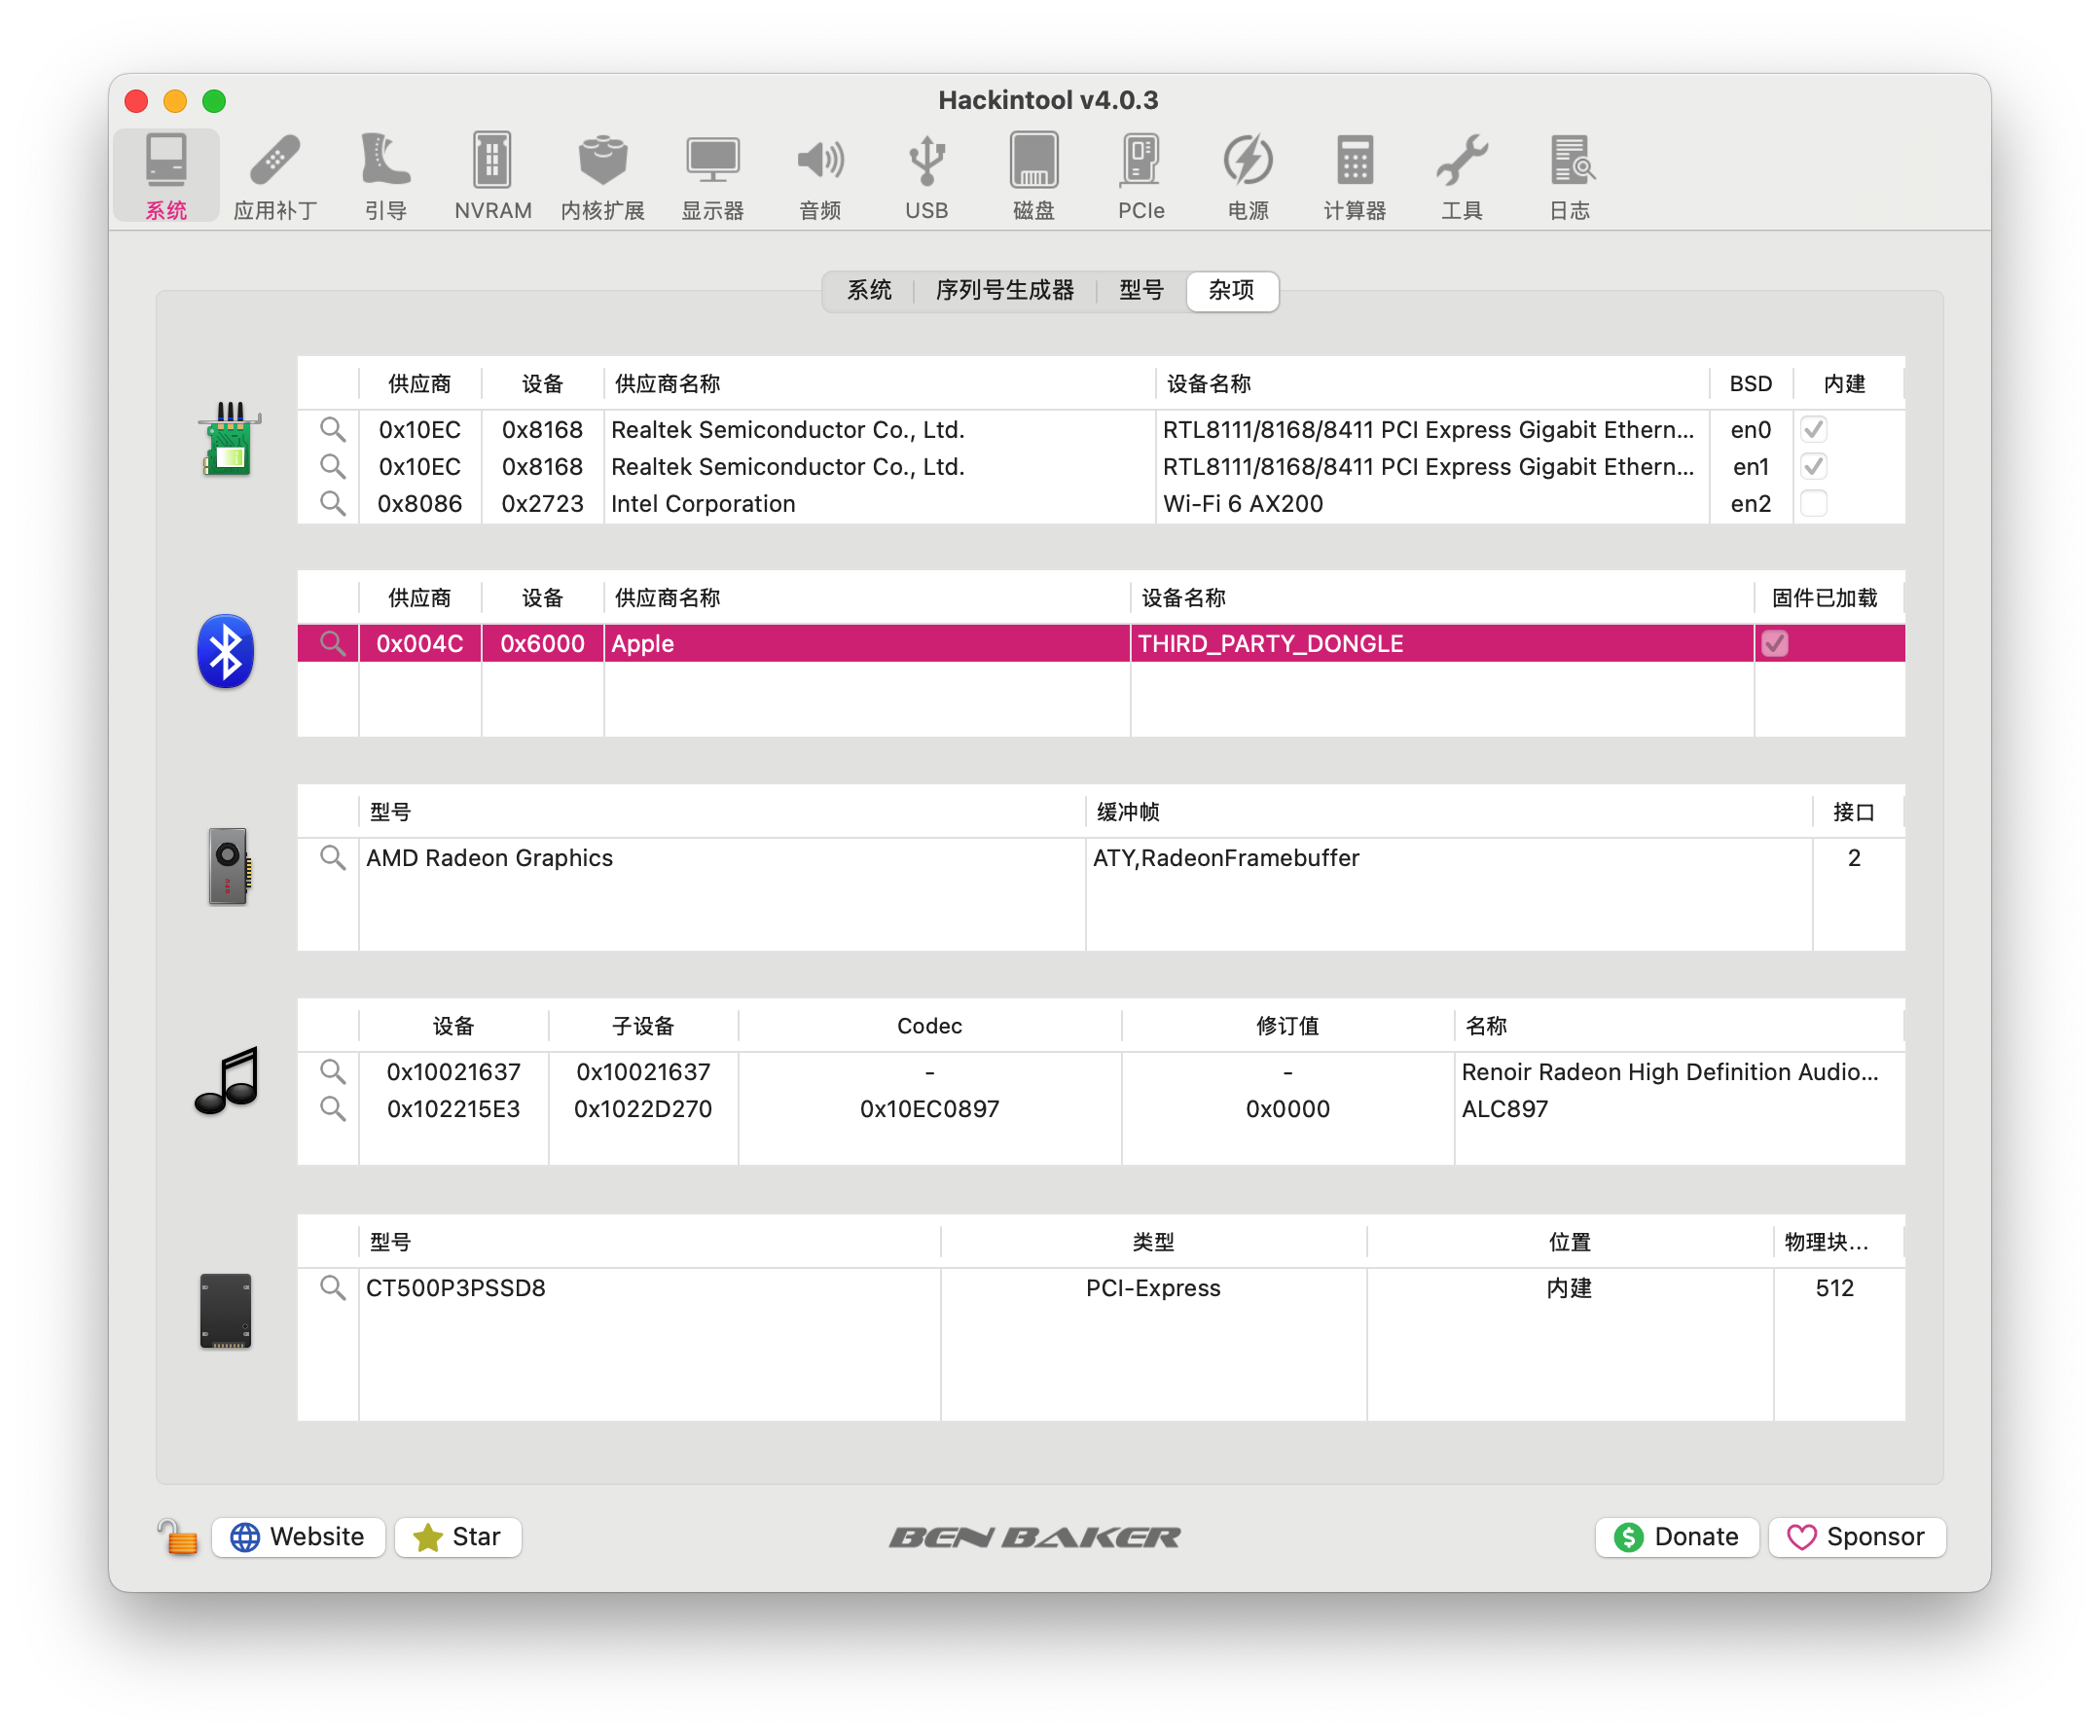 Hackintool v4.0.3
系统 应用补丁 引导 NVRAM 内核扩展 显示器 音频 USB 磁盘 PCIe 电源 计算器 工具 日志
系统 序列号生成器 型号 杂项
供应商 设备 供应商名称 设备名称 BSD 内建
0x10EC 0x8168 Realtek Semiconductor Co., Ltd. RTL8111/8168/8411 PCI Express Gigabit Ethern... en0
0x10EC 0x8168 Realtek Semiconductor Co., Ltd. RTL8111/8168/8411 PCI Express Gigabit Ethern... en1
0x8086 0x2723 Intel Corporation Wi-Fi 6 AX200 en2
供应商 设备 供应商名称 设备名称 固件已加载
0x004C 0x6000 Apple THIRD_PARTY_DONGLE
型号 缓冲帧 接口
AMD Radeon Graphics ATY,RadeonFramebuffer 2
设备 子设备 Codec 修订值 名称
0x10021637 0x10021637 - - Renoir Radeon High Definition Audio...
0x102215E3 0x1022D270 0x10EC0897 0x0000 ALC897
型号 类型 位置 物理块...
CT500P3PSSD8 PCI-Express 内建 512
Website Star BEN BAKER Donate Sponsor